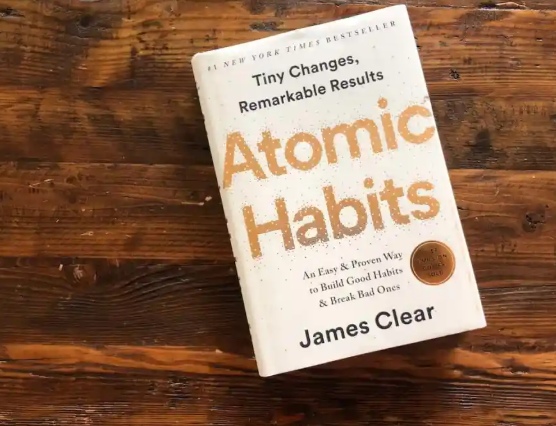 #1 NEW YORK TIMES BESTSELLER
Tiny Changes,
Remarkable Results
Atomic
Habits
An Easy & Proven Way
to Build Good Habits
& Break Bad Ones
James Clear